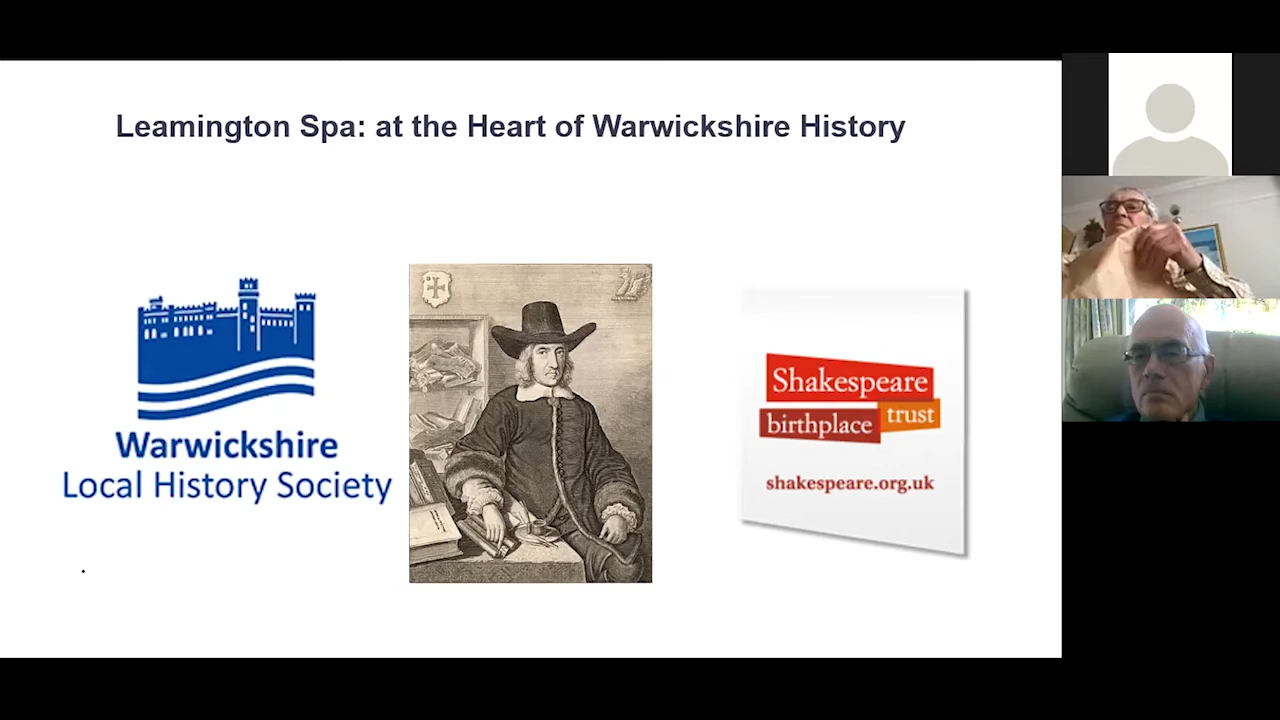 Leamington Spa: at the Heart of Warwickshire History
Warwickshire
Local History Society
Shakespeare
birthplace trust
shakespeare.org.uk